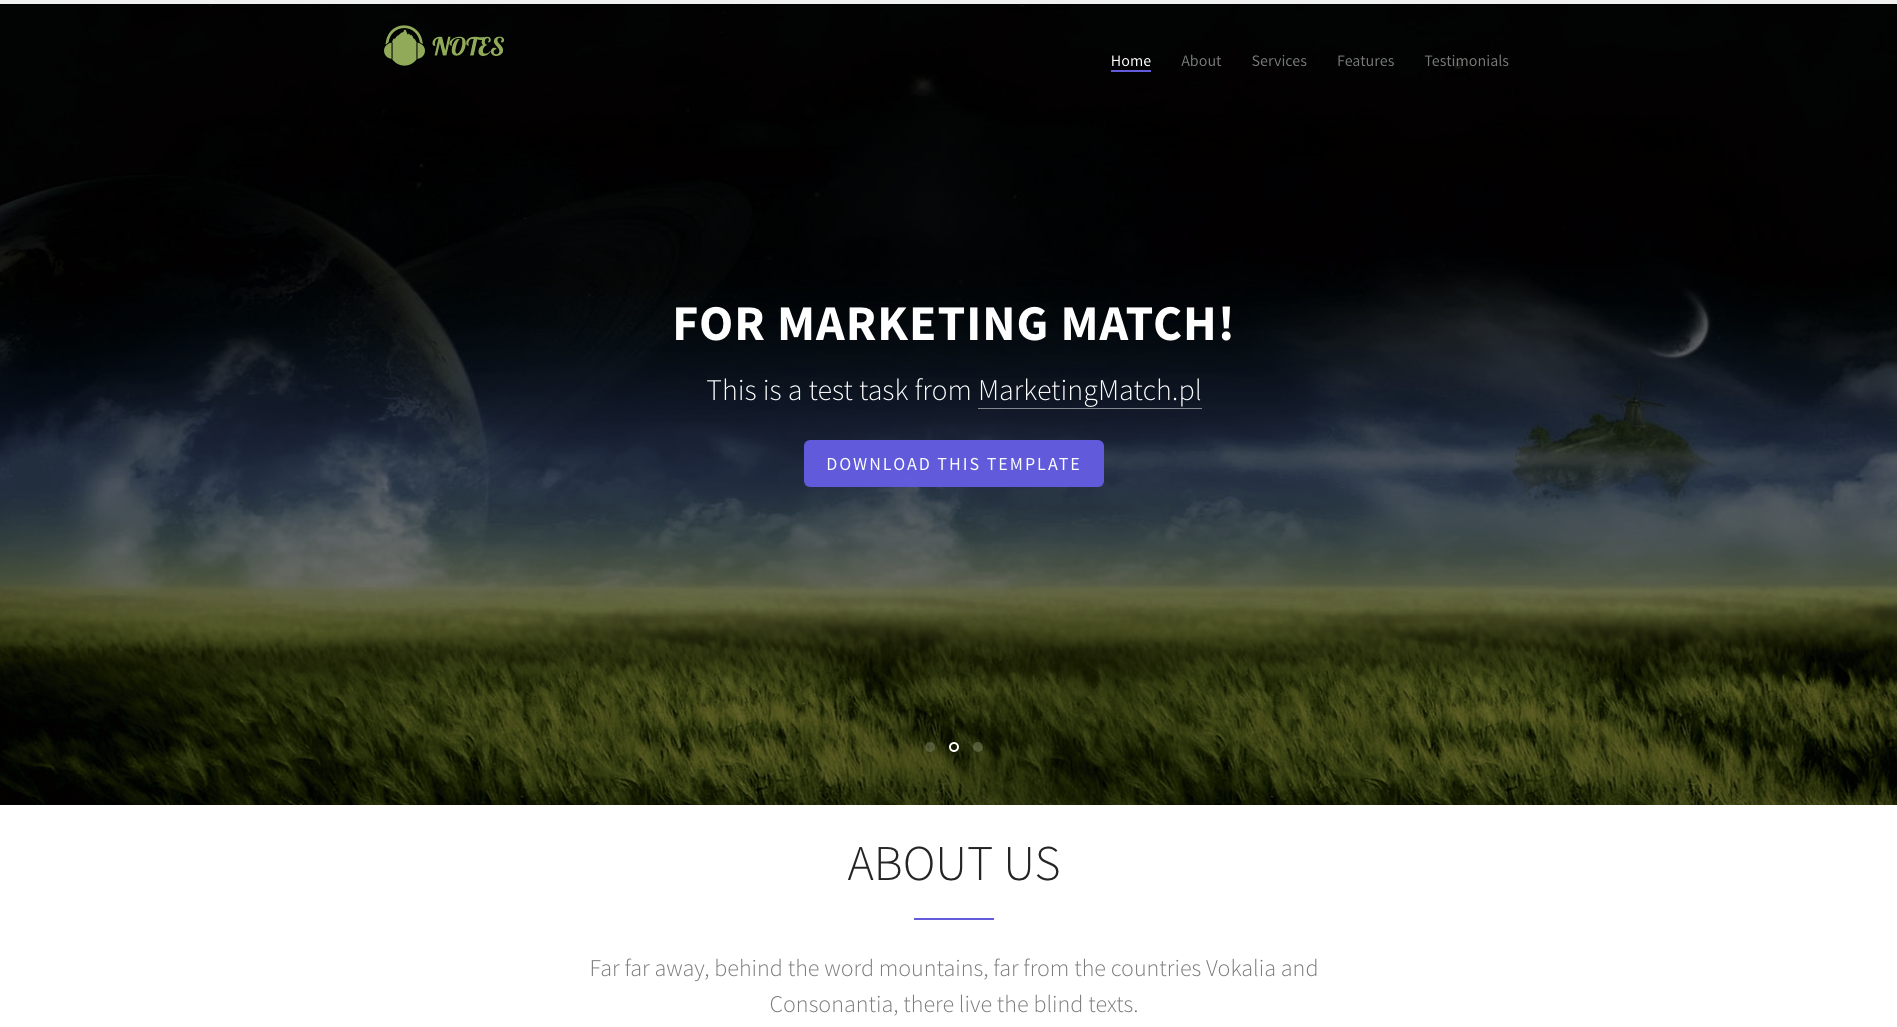 NOTES
Home About Services Features Testimonials
FOR MARKETING MATCH!
This is a test task from MarketingMatch.pl
DOWNLOAD THIS TEMPLATE
ABOUT US
Far far away, behind the word mountains, far from the countries Vokalia and
Consonantia, there live the blind texts.